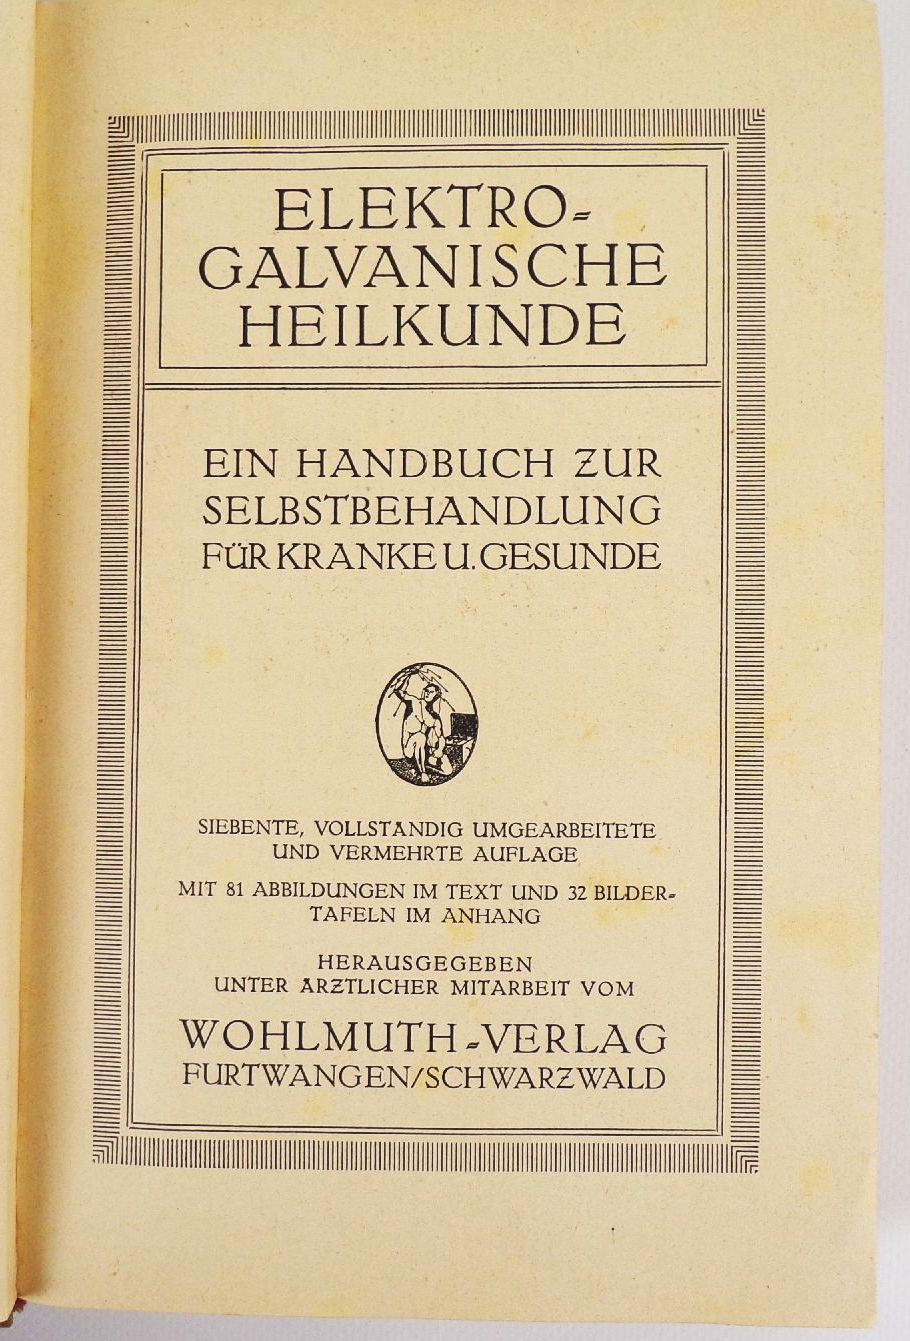 ELEKTRO-
GALVANISCHE
HEILKUNDE
EIN HANDBUCH ZUR
SELBSTBEHANDLUNG
FÜR KRANKE U. GESUNDE
SIEBENTE, VOLLSTANDIG UMGEARBEITETE
UND VERMEHRTE AUFLAGE
MIT 81 ABBILDUNGEN IM TEXT UND 32 BILDER-
TAFELN IM ANHANG
HERAUSGEGEBEN
UNTER ARZTLICHER MITARBEIT VOM
WOHLMUTH-VERLAG
FURTWANGEN/SCHWARZWALD